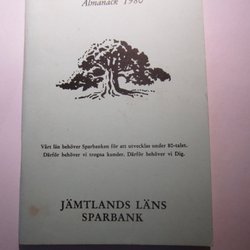 Almanack 1980
Vårt län behöver Sparbanken för att utvecklas under 80-talet.
Därför behöver vi trogna kunder. Därför behöver vi Dig.
JÄMTLANDS LÄNS
SPARBANK